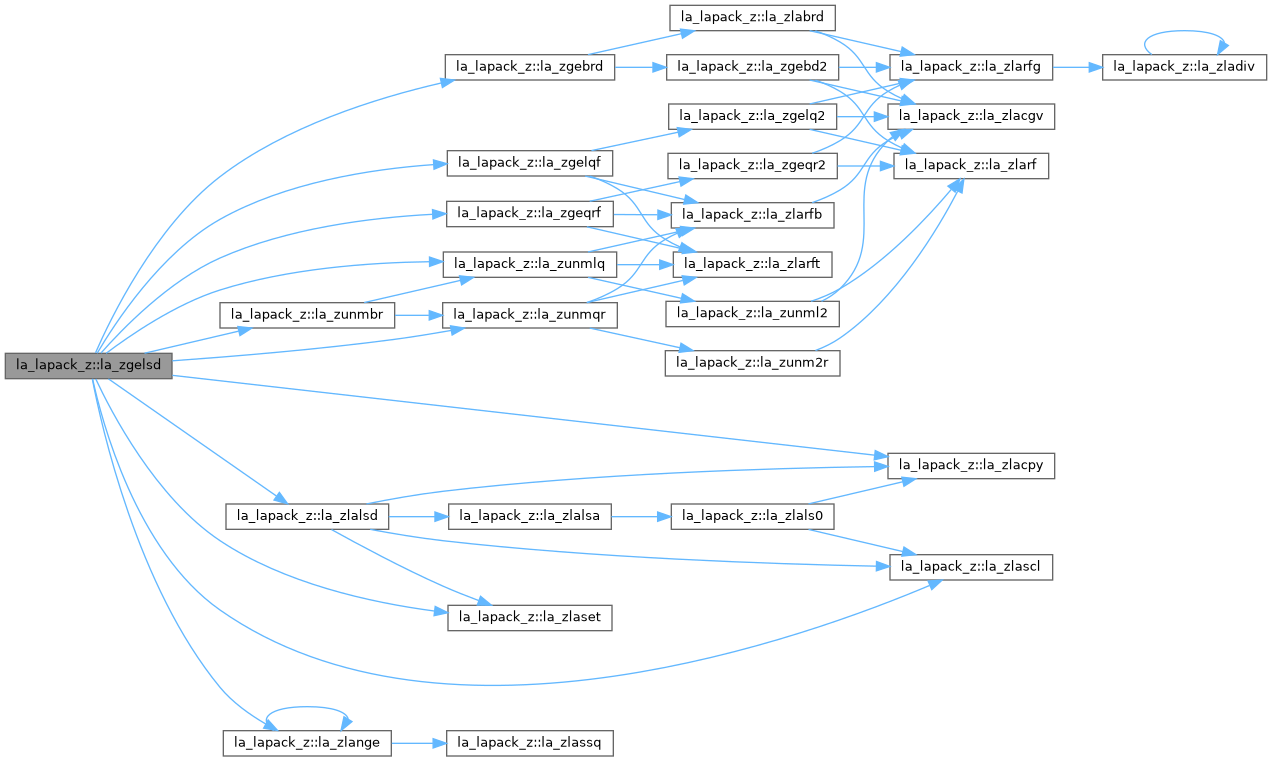 la_lapack_z::la_zlabrd
la_lapack_z::la_zgebrd
la_lapack_z::la_zgebd2
la_lapack_z::la_zlarfg
la_lapack_z::la_zladiv
la_lapack_z::la_zgelq2
la_lapack_z::la_zlacgv
la_lapack_z::la_zgelqf
la_lapack_z::la_zgeqr2
la_lapack_z::la_zlarf
la_lapack_z::la_zgeqrf
la_lapack_z::la_zlarfb
la_lapack_z::la_zunmlq
la_lapack_z::la_zlarft
la_lapack_z::la_zunmbr
la_lapack_z::la_zunmqr
la_lapack_z::la_zunml2
la_lapack_z::la_zgelsd
la_lapack_z::la_zunm2r
la_lapack_z::la_zlacpy
la_lapack_z::la_zlalsd
la_lapack_z::la_zlalsa
la_lapack_z::la_zlals0
la_lapack_z::la_zlascl
la_lapack_z::la_zlaset
la_lapack_z::la_zlange
la_lapack_z::la_zlassq